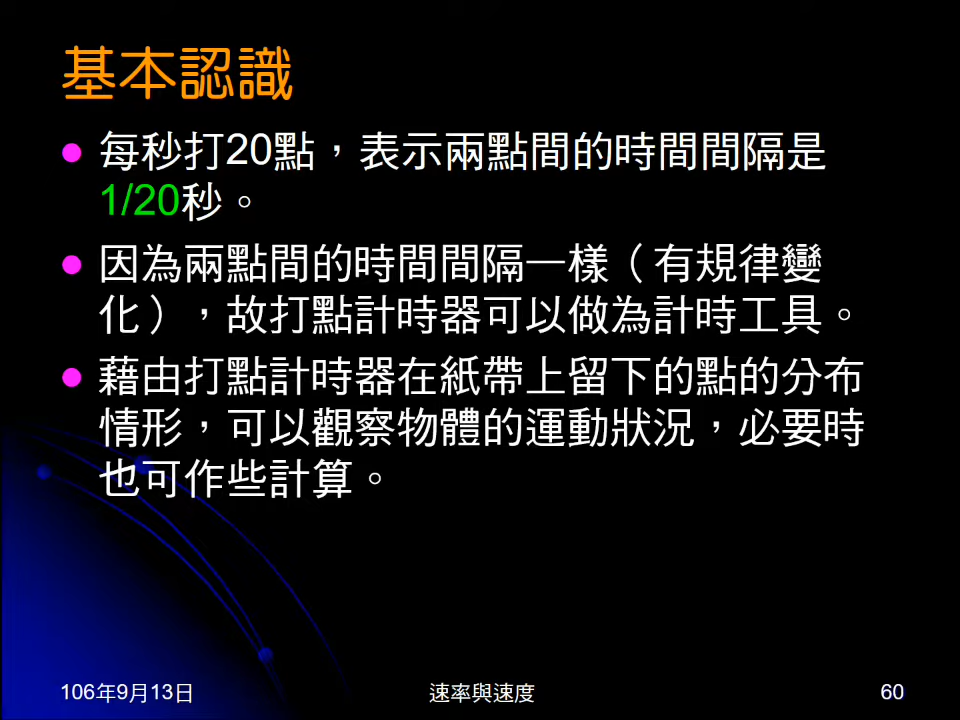 基本認識
每秒打20點，表示兩點間的時間間隔是
1/20秒。
因為兩點間的時間間隔一樣（有規律變
化），故打點計時器可以做為計時工具。
藉由打點計時器在紙帶上留下的點的分布
情形，可以觀察物體的運動狀況，必要時
也可作些計算。
106年9月13日
速率與速度
60